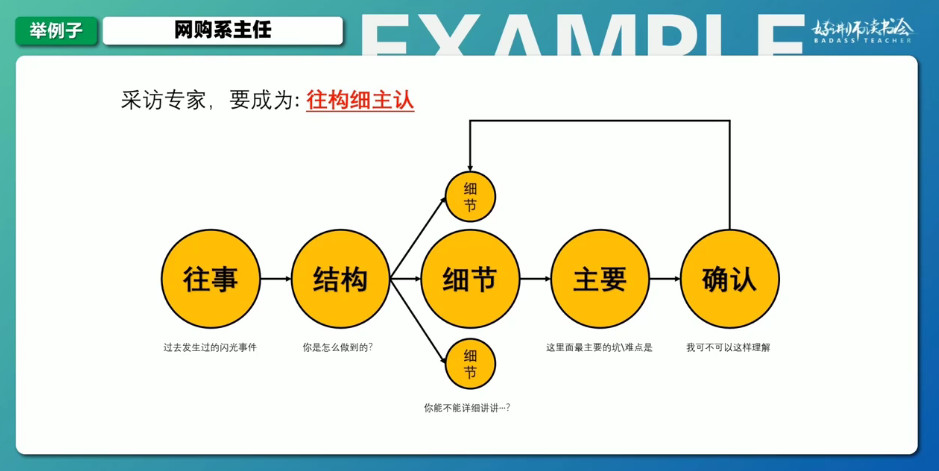 举例子
网购系主任
EXAMPLE
好讲师读书会
BADASS TEACHER
采访专家，要成为: 往构细主认
细
节
往事
结构
细节
主要
确认
过去发生过的闪光事件
你是怎么做到的？
细
节
这里面最主要的坑\难点是
我可不可以这样理解
你能不能详细讲讲…？